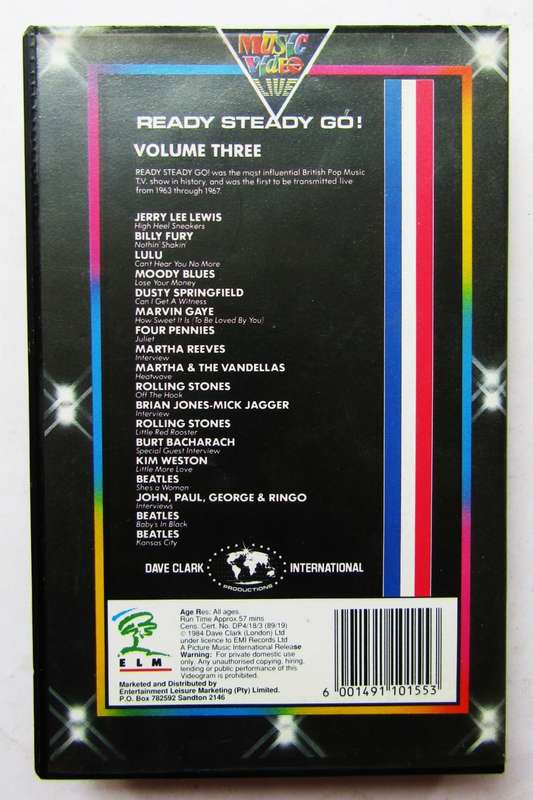 Music
Video
LIVE
READY STEADY GO!
VOLUME THREE
READY STEADY GO! was the most influential British Pop Music
T.V. show in history, and was the first to be transmitted live
from 1963 through 1967.
JERRY LEE LEWIS
High Heel Sneakers
BILLY FURY
Nothin' Shakin'
LULU
Can't Hear You No More
MOODY BLUES
Lose Your Money
DUSTY SPRINGFIELD
Can I Get A Witness
MARVIN GAYE
How Sweet It Is (To Be Loved By You)
FOUR PENNIES
Juliet
MARTHA REEVES
Interview
MARTHA & THE VANDELLAS
Heatwave
ROLLING STONES
Off The Hook
BRIAN JONES-MICK JAGGER
Interview
ROLLING STONES
Little Red Rooster
BURT BACHARACH
Special Guest Interview
KIM WESTON
Little More Love
BEATLES
She's a Woman
JOHN, PAUL, GEORGE & RINGO
Interviews
BEATLES
Baby's In Black
BEATLES
Kansas City
DAVE CLARK INTERNATIONAL
PRODUCTIONS
ELM
Age Res: All ages.
Run Time Approx 57 mins
Cens. Cert. No. DP4/18/3 (89/19)
© 1984 Dave Clark (London) Ltd
under licence to EMI Records Ltd
A Picture Music International Release
Warning: For private domestic use
only. Any unauthorised copying, hiring,
lending or public performance of this
Videogram is prohibited.
Marketed and Distributed by
Entertainment Leisure Marketing (Pty) Limited.
P.O. Box 782592 Sandton 2146
6 001491 101553